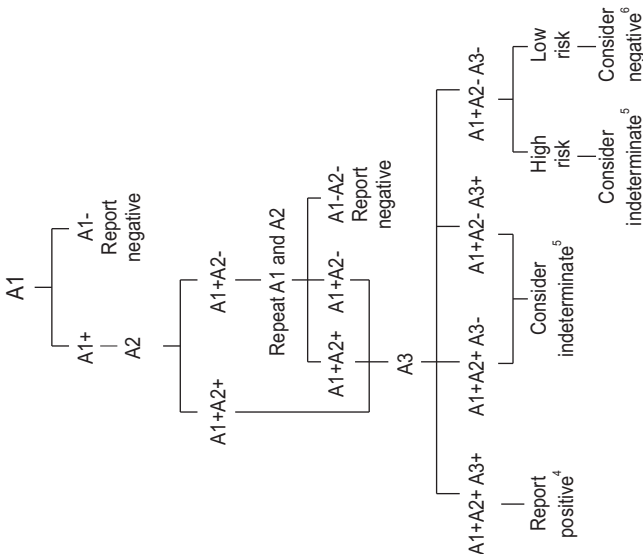 A1
A1+
A1-
Report
negative
A2
A1+A2+
A1+A2-
Repeat A1 and A2
A1+A2+
A1+A2-
A1-A2-
Report
negative
A3
A1+A2+ A3+
A1+A2+ A3-
A1+A2- A3+
A1+A2- A3-
Report
positive4
Consider
indeterminate5
High
risk
Low
risk
Consider
indeterminate5
Consider
negative6